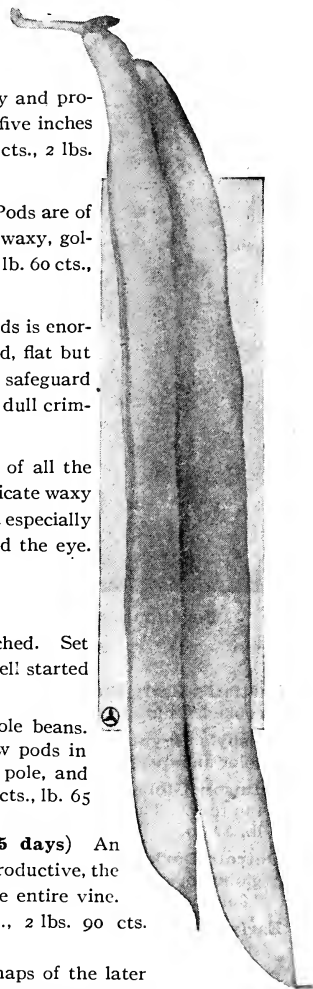 y and pro-
five inches
cts., 2 lbs.
Pods are of
waxy, gol-
lb. 60 cts.,
ds is enor-
d, flat but
safeguard
dull crim-
of all the
icate waxy
especially
d the eye.
ched. Set
ell started
ole beans.
w pods in
pole, and
cts., lb. 65
5 days) An
roductive, the
e entire vine.
., 2 lbs. 90 cts.
haps of the later